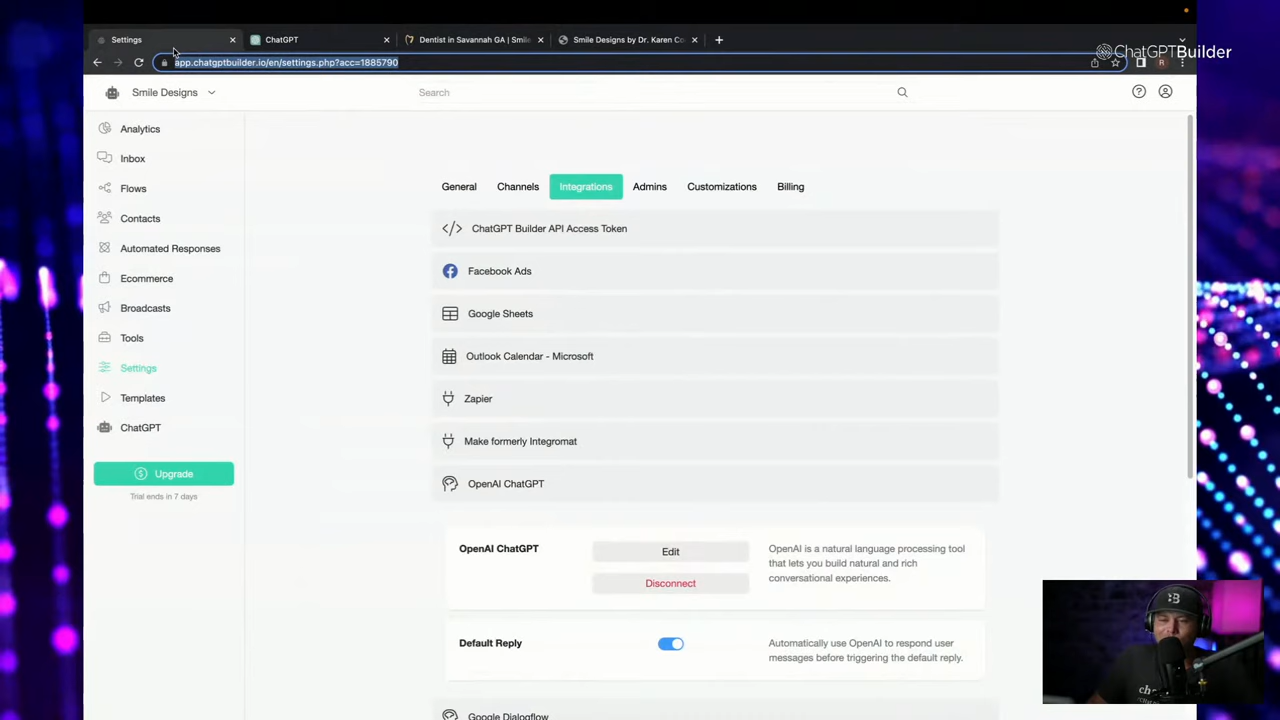 Settings
ChatGPT
Dentist in Savannah GA | Smile
Smile Designs by Dr. Karen Co
app.chatgptbuilder.io/en/settings.php?acc=1885790
R
ChatGPTBuilder
Smile Designs
Search
Analytics
Inbox
Flows
Contacts
Automated Responses
Ecommerce
Broadcasts
Tools
Settings
Templates
ChatGPT
Upgrade
Trial ends in 7 days
General
Channels
Integrations
Admins
Customizations
Billing
ChatGPT Builder API Access Token
Facebook Ads
Google Sheets
Outlook Calendar - Microsoft
Zapier
Make formerly Integromat
OpenAI ChatGPT
OpenAI ChatGPT
Edit
Disconnect
OpenAI is a natural language processing tool
that lets you build natural and rich
conversational experiences.
Default Reply
Automatically use OpenAI to respond user
messages before triggering the default reply.
Google Dialogflow